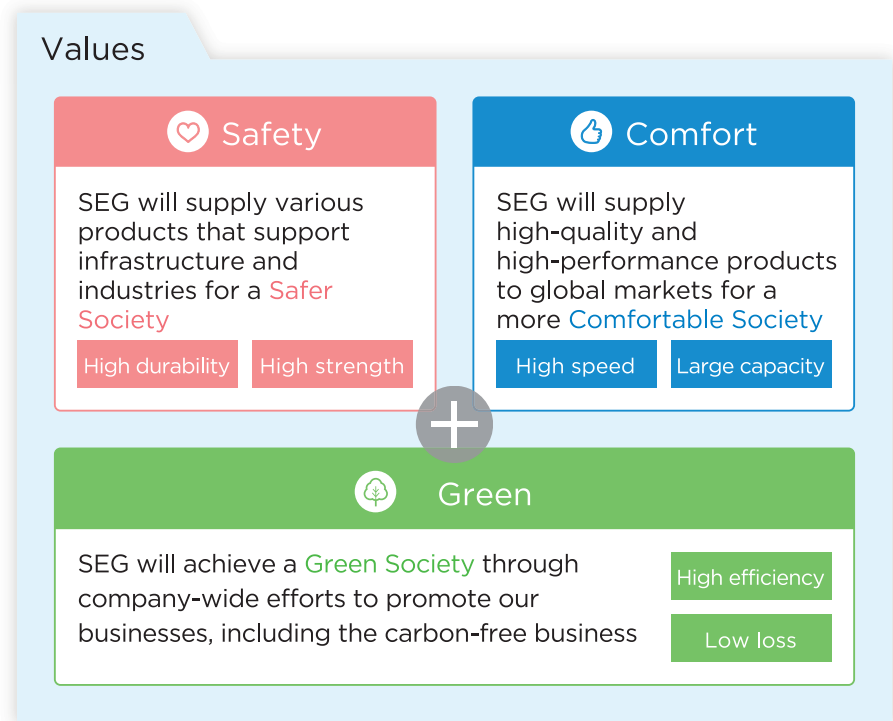 Values
Safety
SEG will supply various
products that support
infrastructure and
industries for a Safer
Society
High durability
High strength
Comfort
SEG will supply
high-quality and
high-performance products
to global markets for a
more Comfortable Society
High speed
Large capacity
Green
SEG will achieve a Green Society through
company-wide efforts to promote our
businesses, including the carbon-free business
High efficiency
Low loss